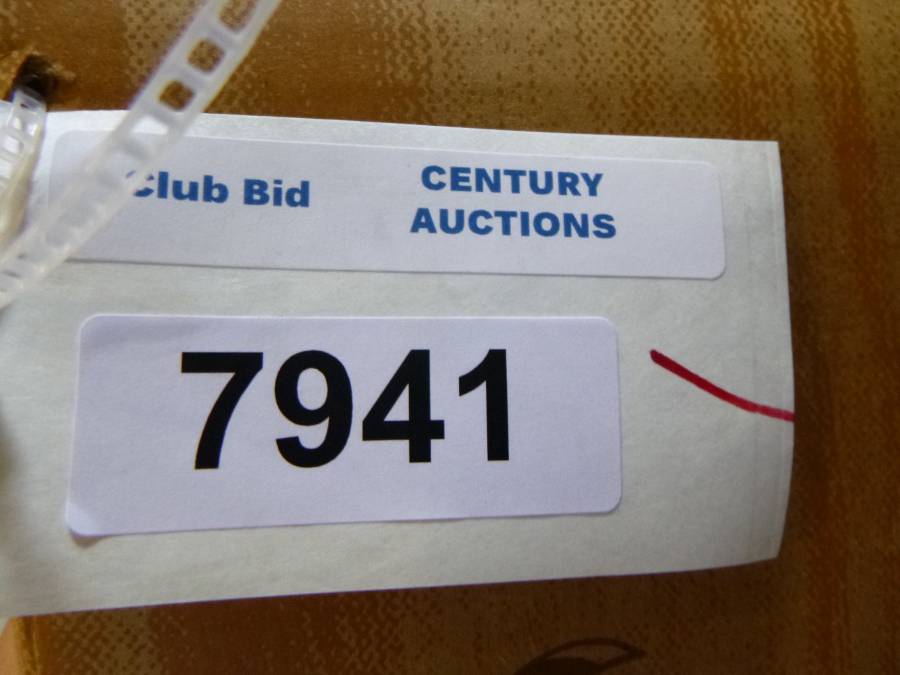 Club Bid
CENTURY
AUCTIONS
7941